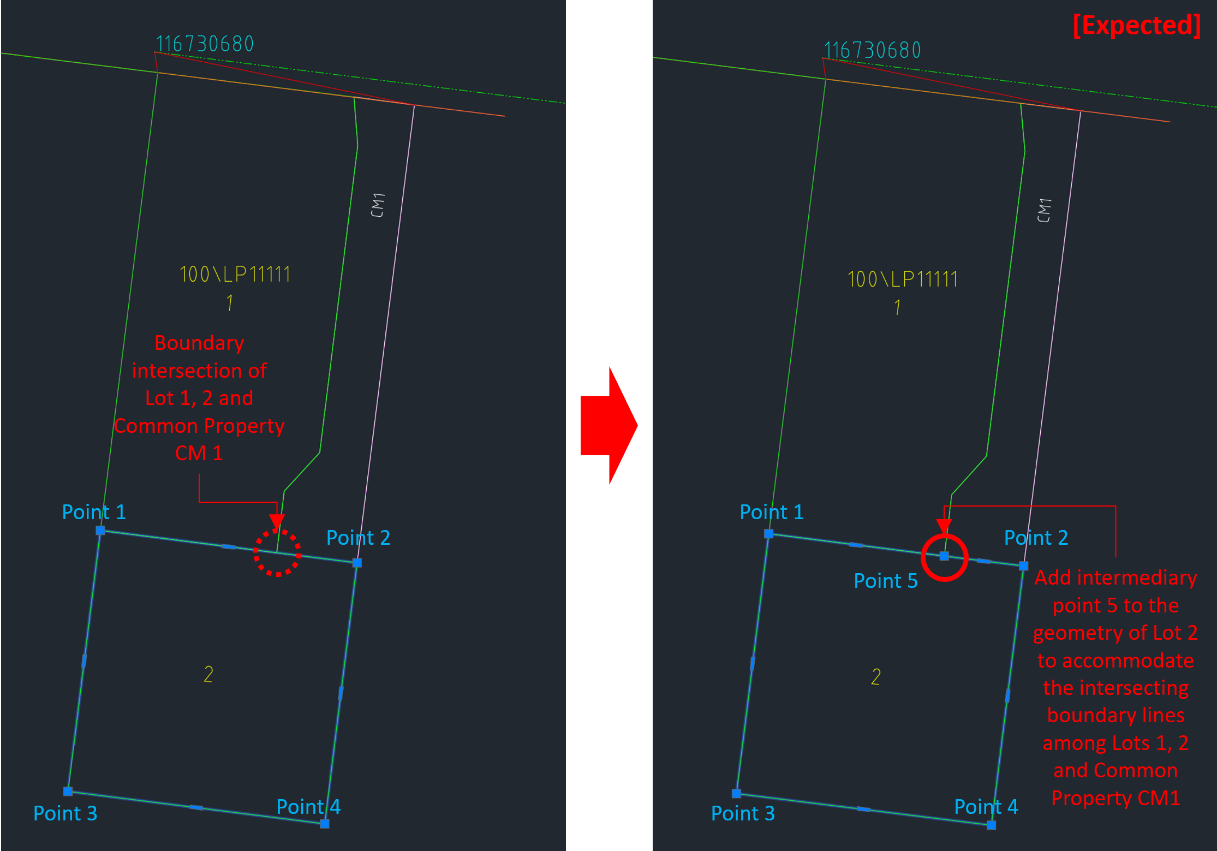 116730680
CM1
100\LP11111
1
Boundary
intersection of
Lot 1, 2 and
Common Property
CM 1
Point 1
Point 2
2
Point 3
Point 4
[Expected]
116730680
CM1
100\LP11111
1
Point 1
Point 2
Point 5
Add intermediary
point 5 to the
geometry of Lot 2
to accommodate
the intersecting
boundary lines
among Lots 1, 2
and Common
Property CM1
2
Point 3
Point 4